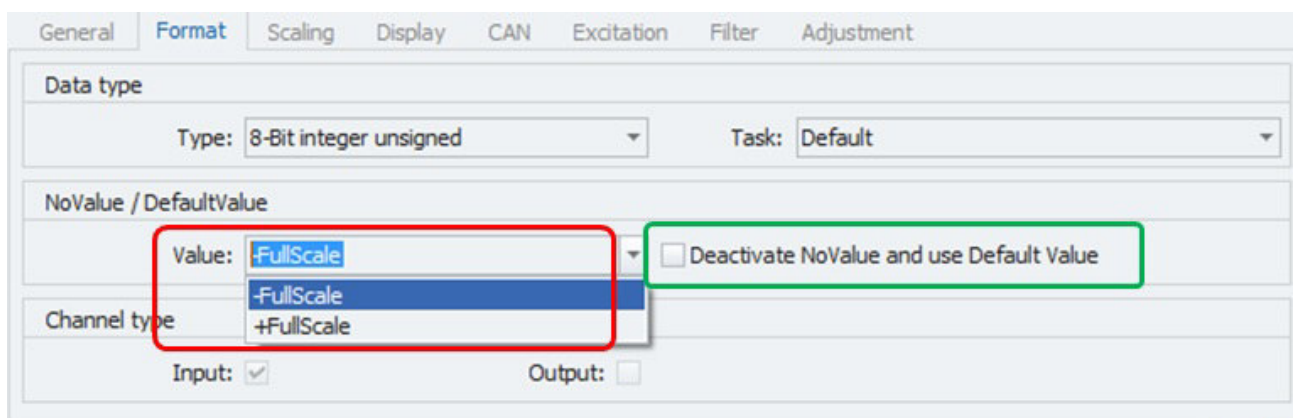 General Format Scaling Display CAN Excitation Filter Adjustment
Data type
Type: 8-Bit integer unsigned Task: Default
NoValue / DefaultValue
Value: -FullScale Deactivate NoValue and use Default Value
-FullScale
Channel type
+FullScale
Input: Output: